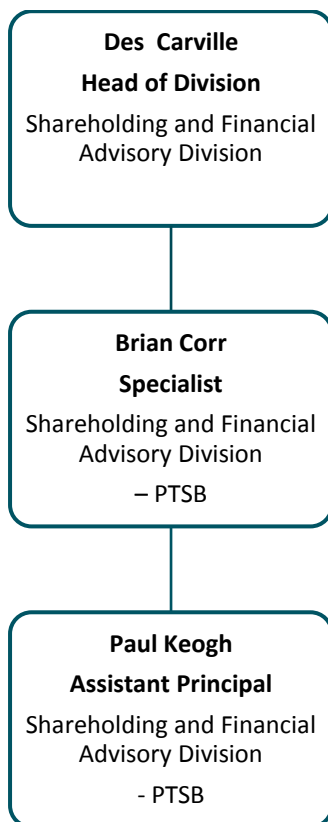 Des Carville
Head of Division
Shareholding and Financial
Advisory Division
Brian Corr
Specialist
Shareholding and Financial
Advisory Division
– PTSB
Paul Keogh
Assistant Principal
Shareholding and Financial
Advisory Division
- PTSB